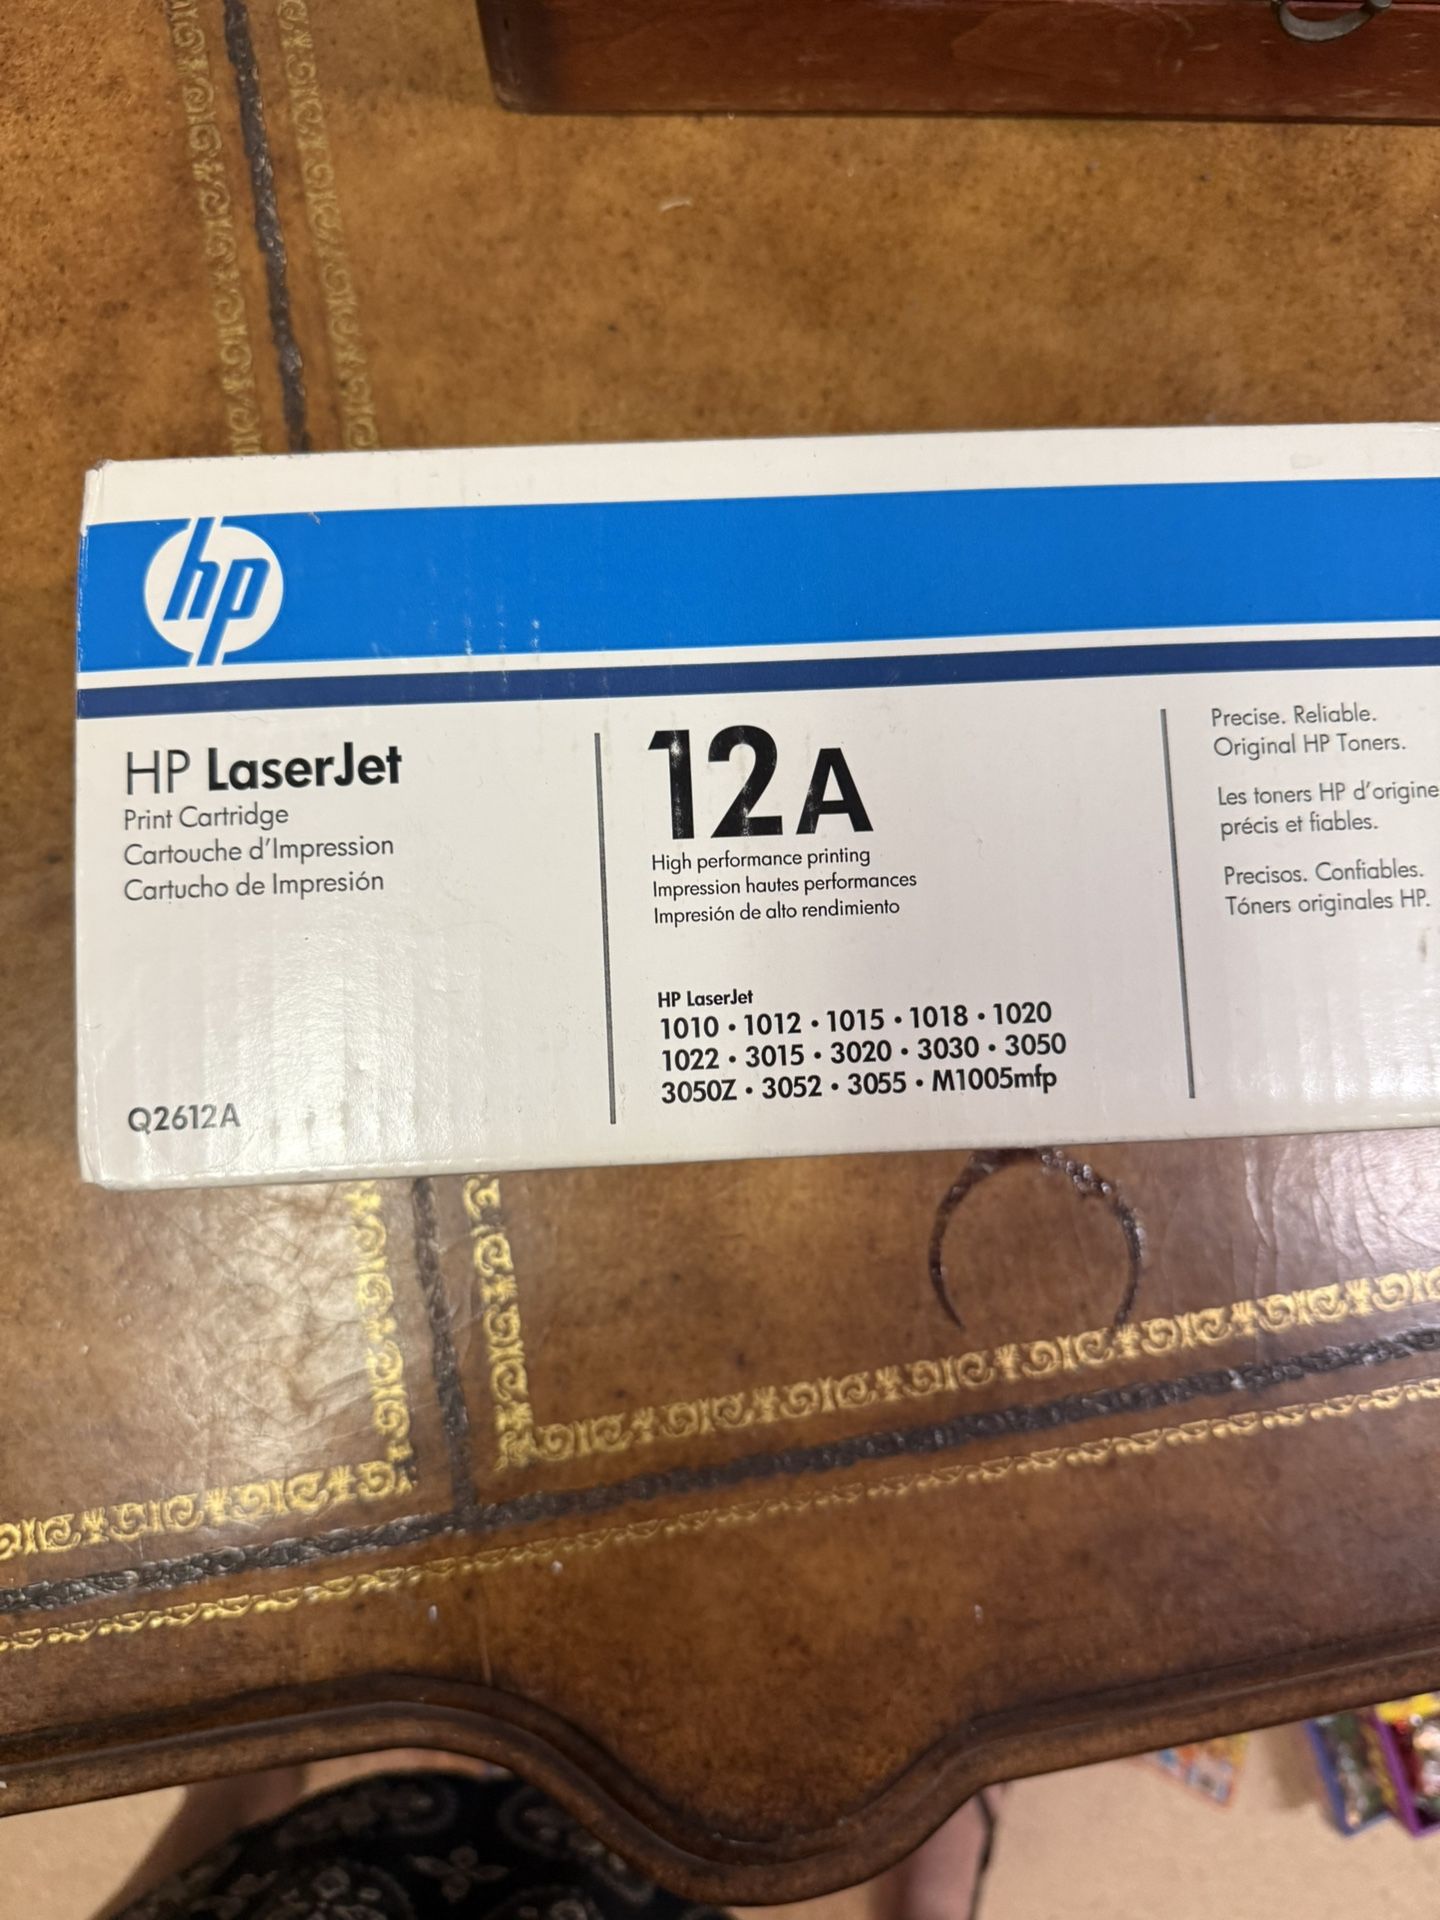 hp
HP LaserJet
Print Cartridge
Cartouche d'Impression
Cartucho de Impresión
Q2612A
12A
High performance printing
Impression hautes performances
Impresión de alto rendimiento
HP LaserJet
1010 • 1012 • 1015 • 1018 • 1020
1022 • 3015 • 3020 • 3030 • 3050
3050Z • 3052 • 3055 • M1005mfp
Precise. Reliable.
Original HP Toners.
Les toners HP d'origine
précis et fiables.
Precisos. Confiables.
Tóners originales HP.